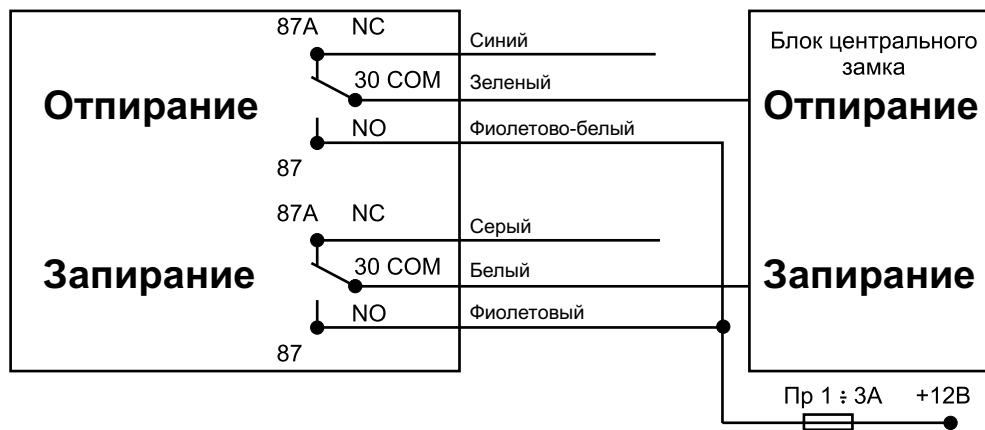 87A NC
Синий
30 COM
Зеленый
Отпирание
NO
Фиолетово-белый
87
87A NC
Серый
30 COM
Белый
Запирание
NO
Фиолетовый
87
Блок центрального
замка
Отпирание
Запирание
Пр 1 ÷ 3А +12В